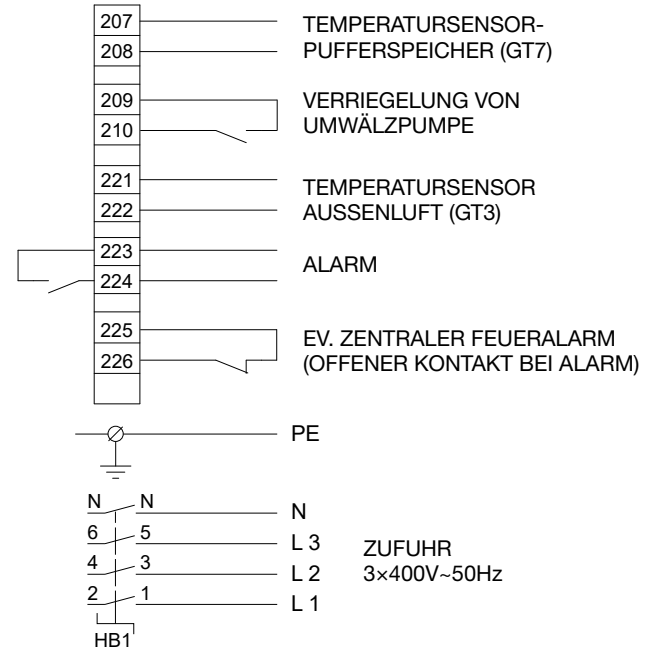 207 TEMPERATURSENSOR-
208 PUFFERSPEICHER (GT7)
209 VERRIEGELUNG VON
210 UMWÄLZPUMPE
221 TEMPERATURSENSOR
222 AUSSENLUFT (GT3)
223
ALARM
224
225 EV. ZENTRALER FEUERALARM
226 (OFFENER KONTAKT BEI ALARM)
PE
N N N
6 5 L 3 ZUFUHR
4 3 L 2 3×400V~50Hz
2 1 L 1
HB1